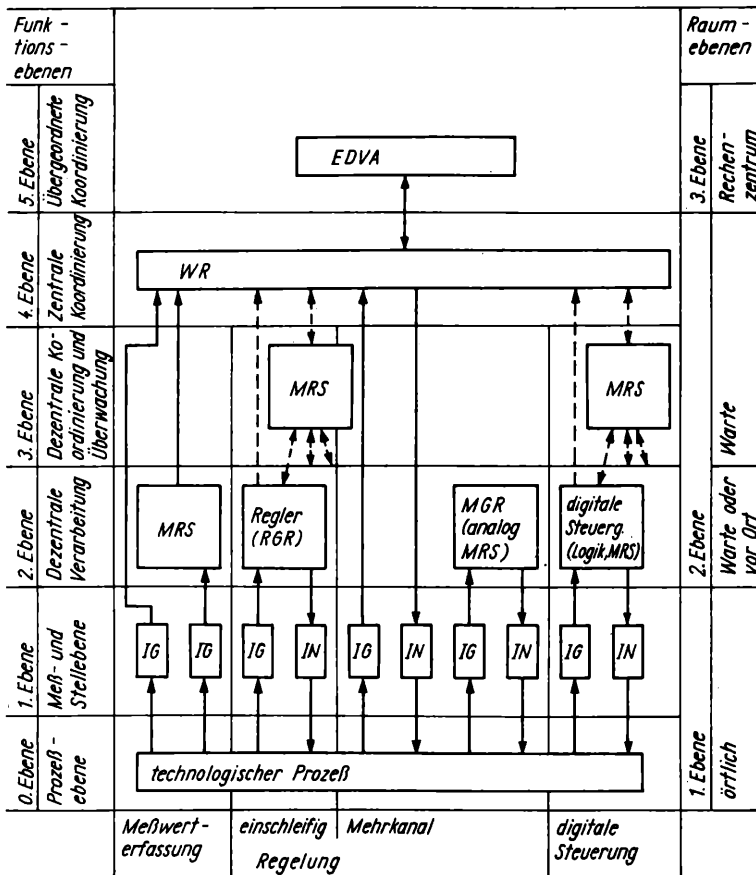 Funk-
tions-
ebenen
Raum-
ebenen
5. Ebene
Übergeordnete
Koordinierung
EDVA
3. Ebene
Rechen-
zentrum
4. Ebene
Zentrale
Koordinierung
WR
3. Ebene
Dezentrale Ko-
ordinierung und
Überwachung
MRS
MRS
Warte
2. Ebene
Dezentrale
Verarbeitung
MRS
Regler
(RGR)
MGR
(analog
MRS)
digitale
Steuerg.
(Logik,MRS)
2. Ebene
Warte oder
vor Ort
1. Ebene
Meß- und
Stellebene
IG
IG
IG
IN
IG
IN
IG
IN
IG
IN
0. Ebene
Prozeß-
ebene
technologischer Prozeß
1. Ebene
örtlich
Meßwert-
erfassung
einschleifig
Mehrkanal
Regelung
digitale
Steuerung